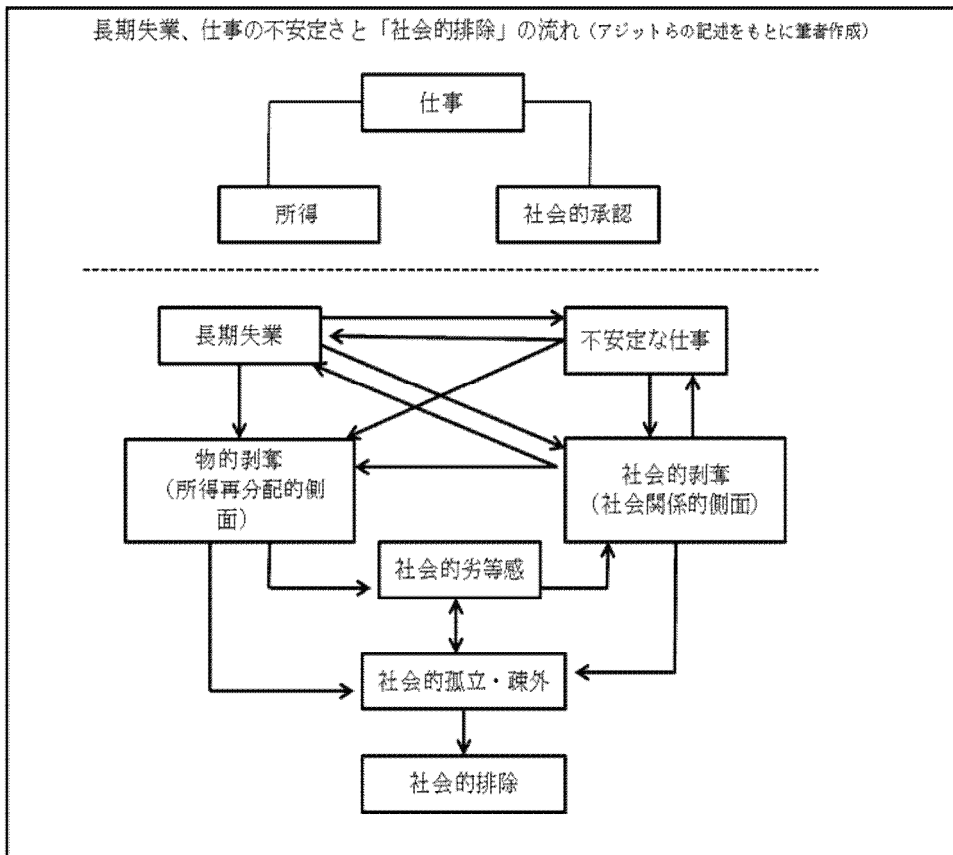 長期失業、仕事の不安定さと「社会的排除」の流れ（アジットらの記述をもとに筆者作成）
仕事
所得
社会的承認
長期失業
不安定な仕事
物的剥奪
（所得再分配的側
面）
社会的剥奪
（社会関係的側面）
社会的劣等感
社会的孤立・疎外
社会的排除